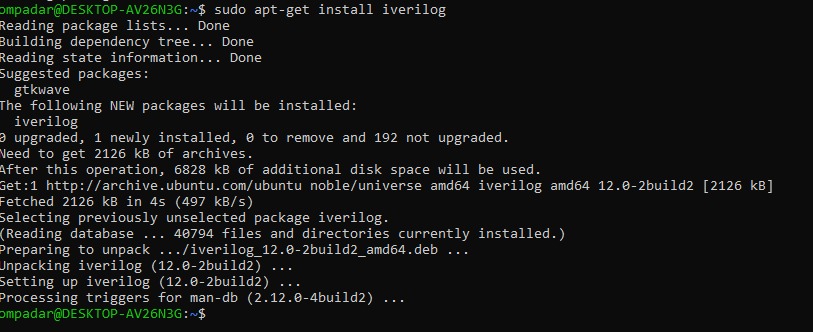 ompadar@DESKTOP-AV26N3G:~$ sudo apt-get install iverilog
Reading package lists... Done
Building dependency tree... Done
Reading state information... Done
Suggested packages:
  gtkwave
The following NEW packages will be installed:
  iverilog
0 upgraded, 1 newly installed, 0 to remove and 192 not upgraded.
Need to get 2126 kB of archives.
After this operation, 6828 kB of additional disk space will be used.
Get:1 http://archive.ubuntu.com/ubuntu noble/universe amd64 iverilog amd64 12.0-2build2 [2126 kB]
Fetched 2126 kB in 4s (497 kB/s)
Selecting previously unselected package iverilog.
(Reading database ... 40794 files and directories currently installed.)
Preparing to unpack .../iverilog_12.0-2build2_amd64.deb ...
Unpacking iverilog (12.0-2build2) ...
Setting up iverilog (12.0-2build2) ...
Processing triggers for man-db (2.12.0-4build2) ...
ompadar@DESKTOP-AV26N3G:~$